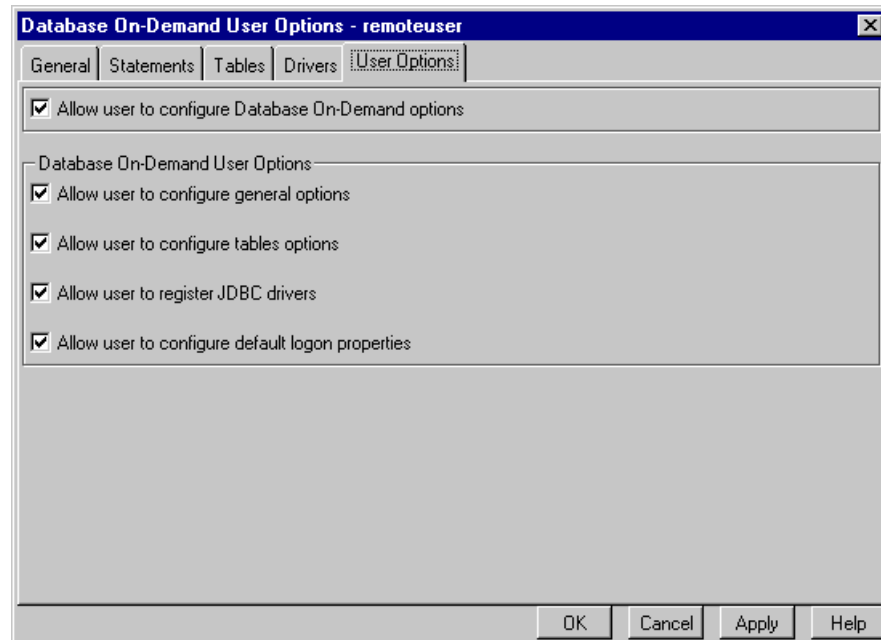 Database On-Demand User Options - remoteuser
General Statements Tables Drivers User Options
Allow user to configure Database On-Demand options
Database On-Demand User Options
Allow user to configure general options
Allow user to configure tables options
Allow user to register JDBC drivers
Allow user to configure default logon properties
OK Cancel Apply Help